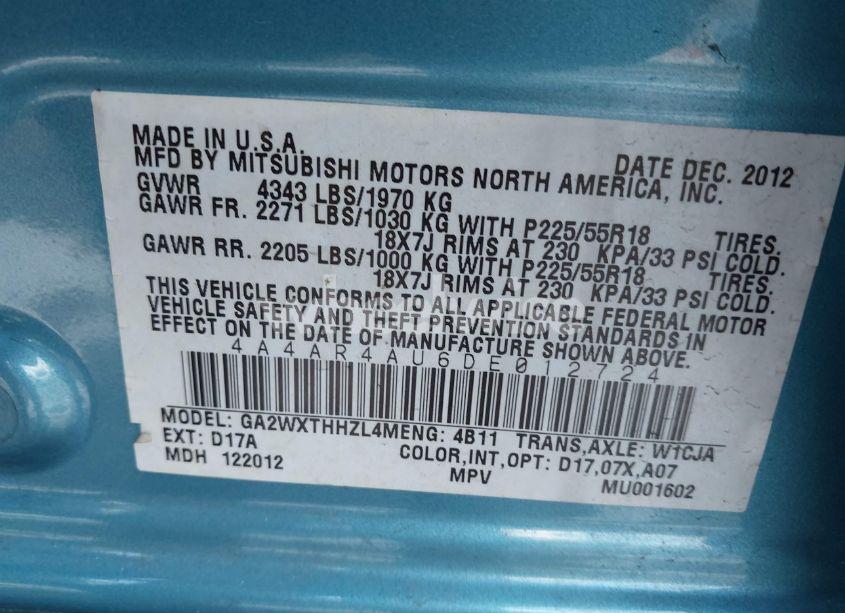 MADE IN U.S.A.
DATE DEC. 2012
MFD BY MITSUBISHI MOTORS NORTH AMERICA, INC.
GVWR 4343 LBS/1970 KG
GAWR FR. 2271 LBS/1030 KG WITH P225/55R18 TIRES.
18X7J RIMS AT 230 KPA/33 PSI COLD.
GAWR RR. 2205 LBS/1000 KG WITH P225/55R18 TIRES.
18X7J RIMS AT 230 KPA/33 PSI COLD.
THIS VEHICLE CONFORMS TO ALL APPLICABLE FEDERAL MOTOR
VEHICLE SAFETY AND THEFT PREVENTION STANDARDS IN
EFFECT ON THE DATE OF MANUFACTURE SHOWN ABOVE.
4A4AR4AU6DE012724
MODEL: GA2WXTHHZL4MENG: 4B11 TRANS,AXLE: W1CJA
EXT: D17A COLOR,INT,OPT: D17,07X,A07
MDH 122012 MPV MU001602